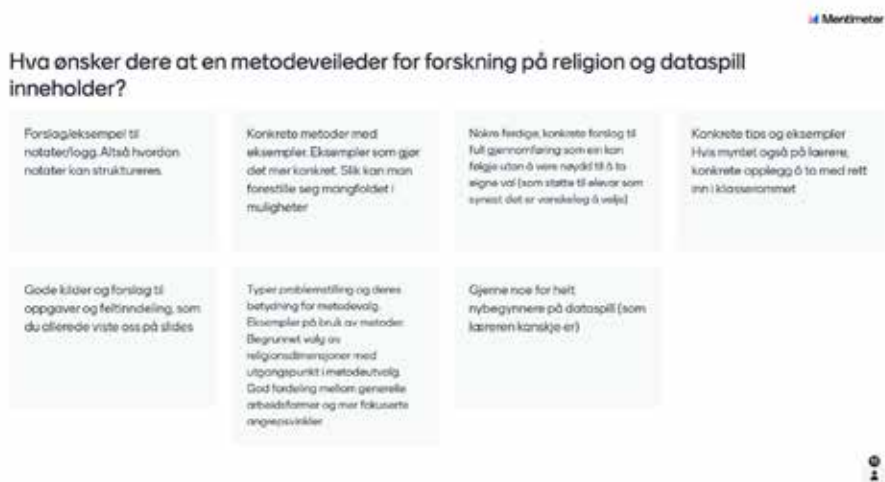 Mentimeter
Hva ønsker dere at en metodeveileder for forskning på religion og dataspill
inneholder?
Forslag/eksempel til
notater/logg. Altså hvordan
notater kan struktureres
Konkrete metoder med
eksempler. Eksempler som gjør
det mer konkret. Slik kan man
forestille seg mangfoldet i
muligheter
Nokre ferdige, konkrete forslag til
full gjennomføring som ein kan
følgje utan å vere nøydd til å ta
eigne val (som støtte til elevar som
synest det er vanskeleg å velje)
Konkrete tips og eksempler
Hvis myntet også på lærere,
konkrete opplegg å ta med rett
inn i klasserommet
Gode kilder og forslag til
oppgaver og feltinndeling, som
du allerede viste oss på slides
Typer problemstilling og deres
betydning for metodevalg.
Eksempler på bruk av metoder.
Begrunnet valg av
religionsdimensjoner med
utgangspunkt i metodeutvalg.
God fordeling mellom generelle
arbeidsformer og mer fokuserte
angrepsvinkler
Gjerne noe for helt
nybegynnere på dataspill (som
læreren kanskje er)